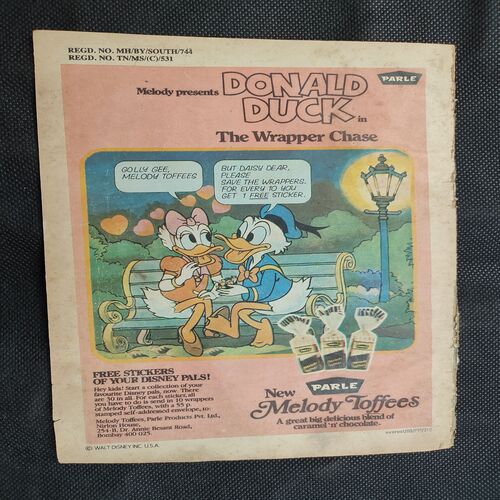 REGD. NO. MH/BY/SOUTH/744
REGD. NO. TN/MS/(C)/531
Melody presents DONALD
DUCK in
PARLE
The Wrapper Chase
GOLLY GEE,
MELODY TOFFEES
BUT DAISY DEAR,
PLEASE
SAVE THE WRAPPERS.
FOR EVERY 10 YOU
GET 1 FREE STICKER.
FREE STICKERS
OF YOUR DISNEY PALS!
Hey kids! Start a collection of your
favourite Disney pals, now. There
are 30 in all. For each sticker, all
you have to do is send in 10 wrappers
of Melody Toffees, with a 55 p.
stamped self-addressed envelope, to-
Melody Toffees, Parle Products Pvt. Ltd.,
Nirlon House,
254-B, Dr. Annie Besant Road,
Bombay 400 025.
New PARLE
Melody Toffees
A great big delicious blend of
caramel 'n' chocolate.
© WALT DISNEY INC. U.S.A.